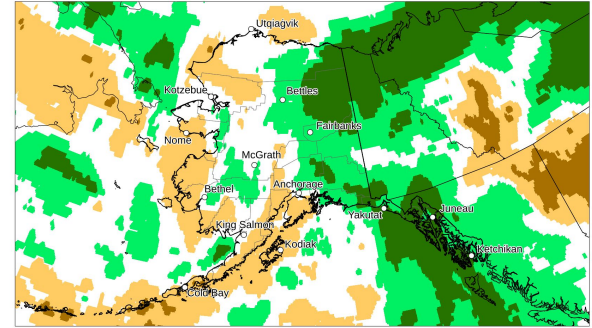 Utqiagvik
Kotzebue
Bettles
Nome
Fairbanks
McGrath
Bethel
Anchorage
Yakutat
Juneau
King Salmon
Kodiak
Ketchikan
Cold Bay